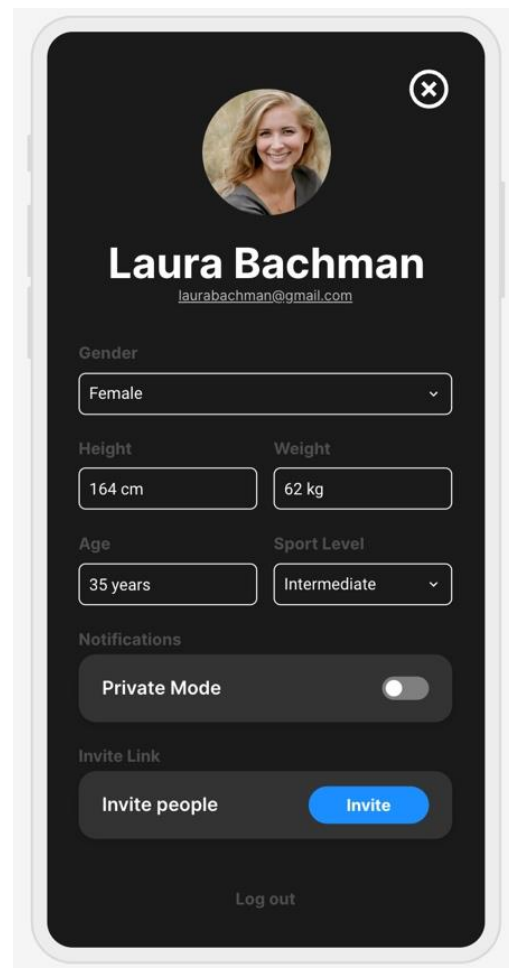 Laura Bachman
laurabachman@gmail.com
Gender
Female
Height Weight
164 cm 62 kg
Age Sport Level
35 years Intermediate
Notifications
Private Mode
Invite Link
Invite people Invite
Log out